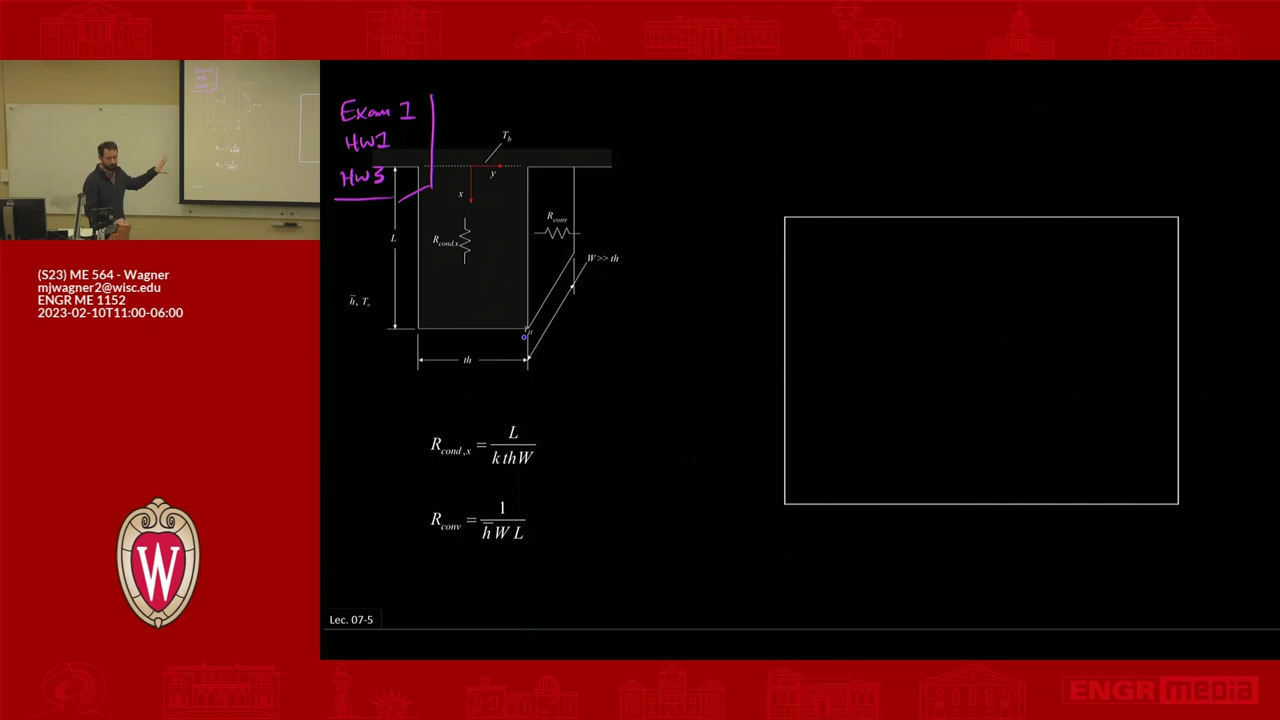 (S23) ME 564 - Wagner
mjwagner2@wisc.edu
ENGR ME 1152
2023-02-10T11:00-06:00
W
Exam 1
HW1
HW3
T_b
y
x
R_conv
R_cond,x
L
W >> th
h̅, T_∞
th
R_cond,x = L / (k th W)
R_conv = 1 / (h̅ W L)
Lec. 07-5
ENGR media